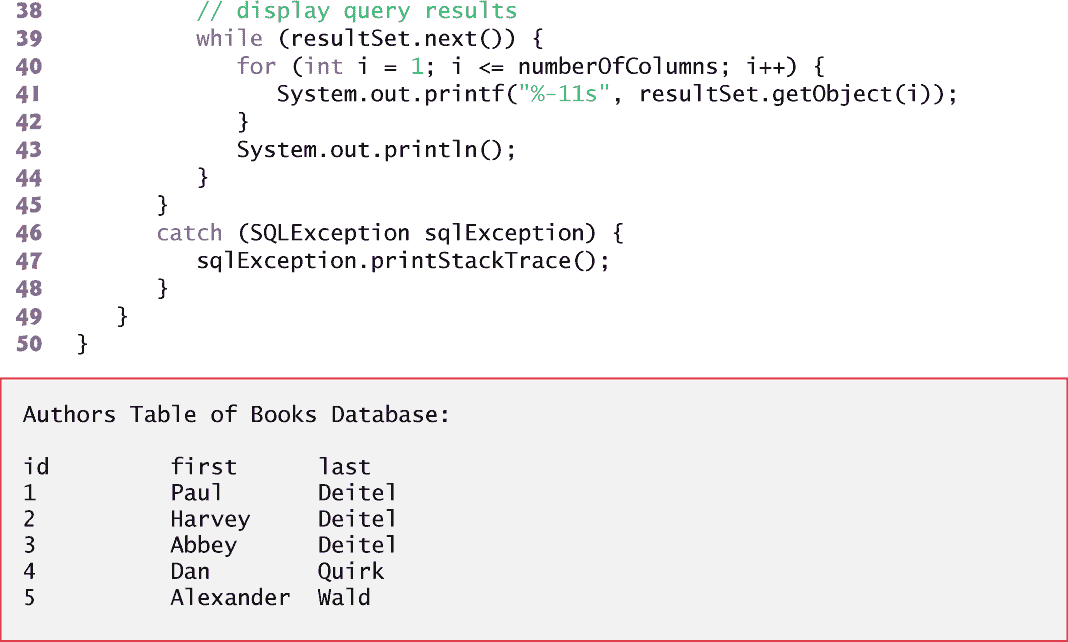 38 // display query results
39 while (resultSet.next()) {
40 for (int i = 1; i <= numberOfColumns; i++) {
41 System.out.printf("%-11s", resultSet.getObject(i));
42 }
43 System.out.println();
44 }
45 }
46 catch (SQLException sqlException) {
47 sqlException.printStackTrace();
48 }
49 }
50 }
Authors Table of Books Database:
id first last
1 Paul Deitel
2 Harvey Deitel
3 Abbey Deitel
4 Dan Quirk
5 Alexander Wald